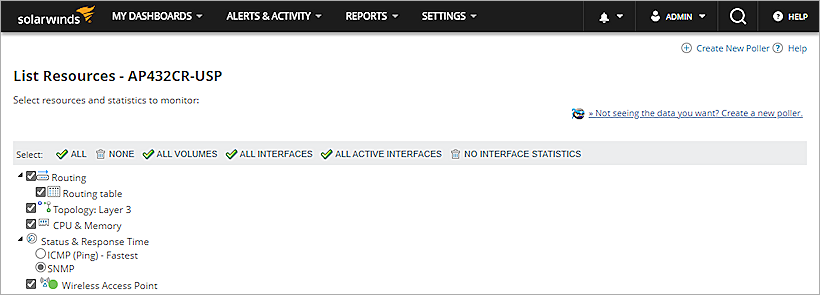 solarwinds MY DASHBOARDS ALERTS & ACTIVITY REPORTS SETTINGS ADMIN ? HELP
Create New Poller ? Help
List Resources - AP432CR-USP
Select resources and statistics to monitor:
» Not seeing the data you want? Create a new poller.
Select: ALL NONE ALL VOLUMES ALL INTERFACES ALL ACTIVE INTERFACES NO INTERFACE STATISTICS
Routing
Routing table
Topology: Layer 3
CPU & Memory
Status & Response Time
ICMP (Ping) - Fastest
SNMP
Wireless Access Point